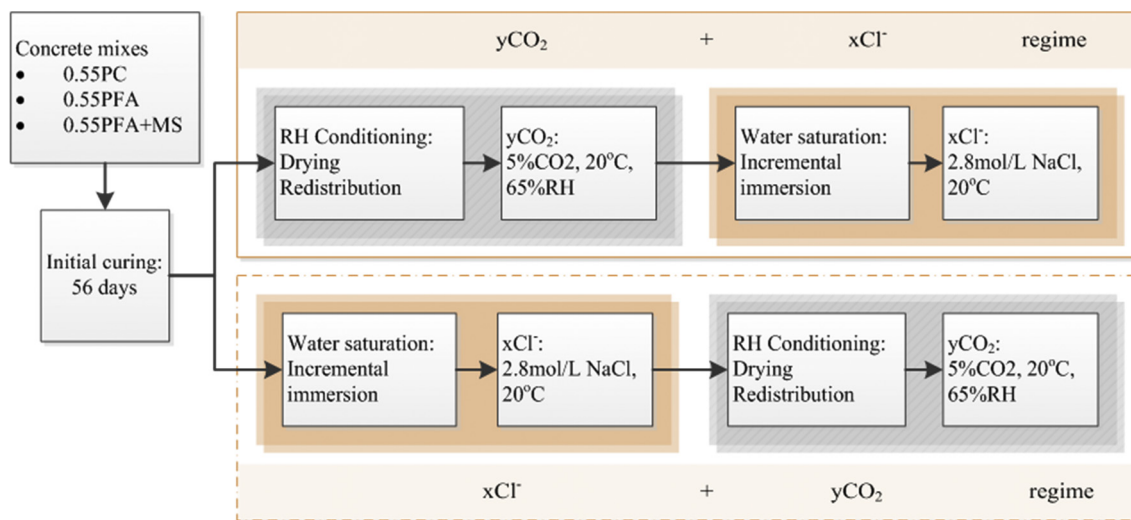 Concrete mixes
• 0.55PC
• 0.55PFA
• 0.55PFA+MS
Initial curing:
56 days
yCO₂ + xCl⁻ regime
RH Conditioning:
Drying
Redistribution
yCO₂:
5%CO2, 20°C,
65%RH
Water saturation:
Incremental
immersion
xCl⁻:
2.8mol/L NaCl,
20°C
Water saturation:
Incremental
immersion
xCl⁻:
2.8mol/L NaCl,
20°C
RH Conditioning:
Drying
Redistribution
yCO₂:
5%CO2, 20°C,
65%RH
xCl⁻ + yCO₂ regime